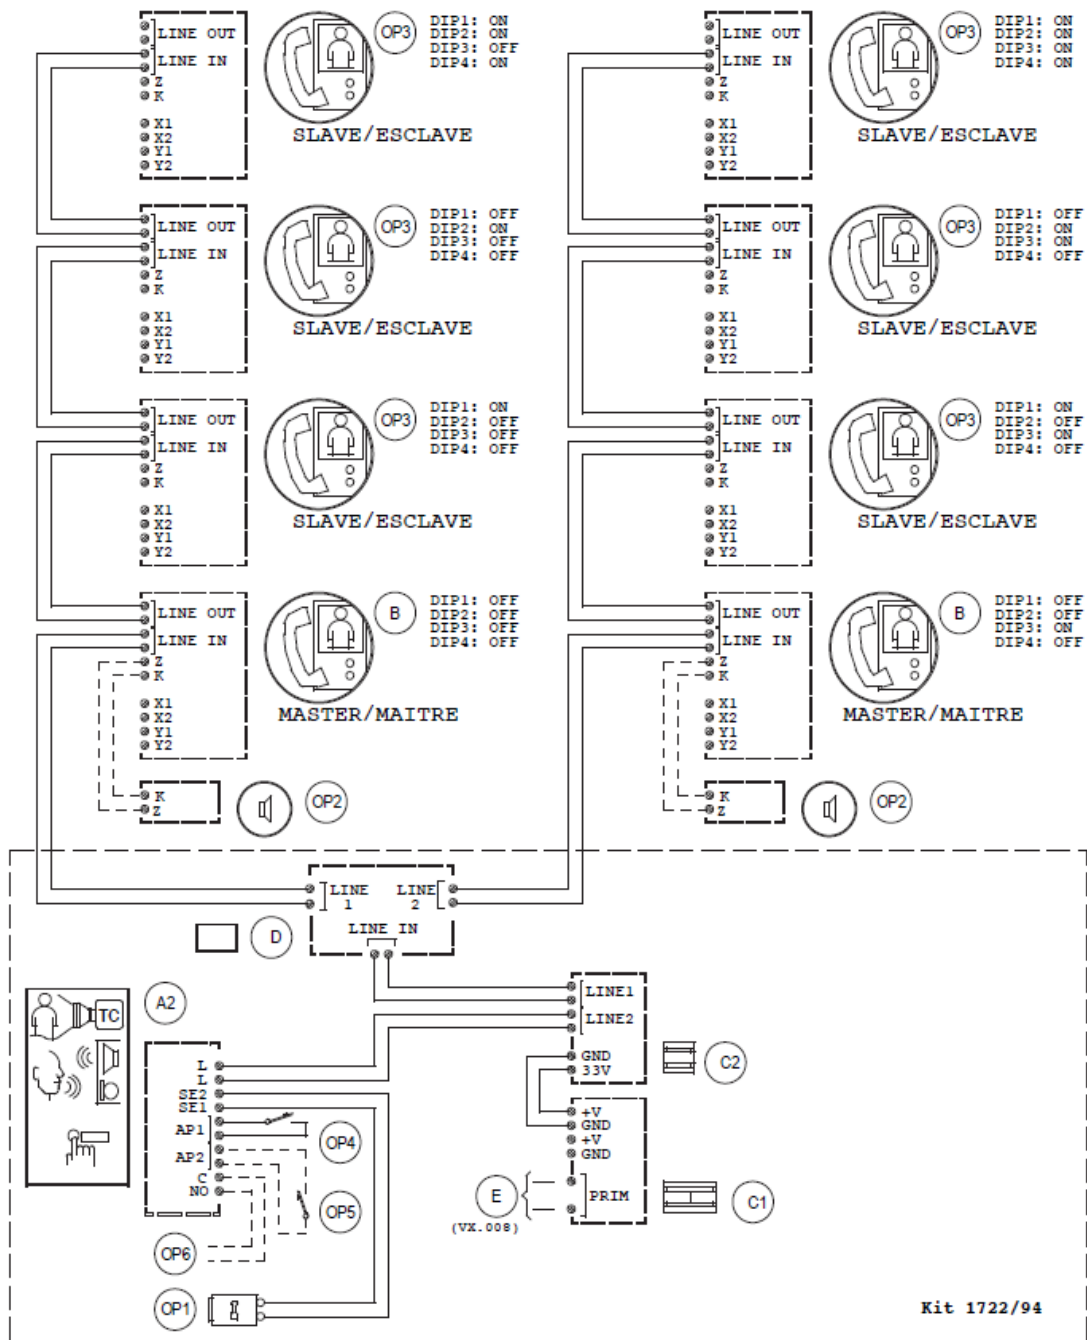 LINE OUT
LINE IN
Z
K
X1
X2
Y1
Y2
OP3
DIP1: ON
DIP2: ON
DIP3: OFF
DIP4: ON
SLAVE/ESCLAVE
LINE OUT
LINE IN
Z
K
X1
X2
Y1
Y2
OP3
DIP1: ON
DIP2: ON
DIP3: ON
DIP4: ON
SLAVE/ESCLAVE
LINE OUT
LINE IN
Z
K
X1
X2
Y1
Y2
OP3
DIP1: OFF
DIP2: ON
DIP3: OFF
DIP4: OFF
SLAVE/ESCLAVE
LINE OUT
LINE IN
Z
K
X1
X2
Y1
Y2
OP3
DIP1: OFF
DIP2: ON
DIP3: ON
DIP4: OFF
SLAVE/ESCLAVE
LINE OUT
LINE IN
Z
K
X1
X2
Y1
Y2
OP3
DIP1: ON
DIP2: OFF
DIP3: OFF
DIP4: OFF
SLAVE/ESCLAVE
LINE OUT
LINE IN
Z
K
X1
X2
Y1
Y2
OP3
DIP1: ON
DIP2: OFF
DIP3: ON
DIP4: OFF
SLAVE/ESCLAVE
LINE OUT
LINE IN
Z
K
X1
X2
Y1
Y2
B
DIP1: OFF
DIP2: OFF
DIP3: OFF
DIP4: OFF
MASTER/MAITRE
LINE OUT
LINE IN
Z
K
X1
X2
Y1
Y2
B
DIP1: OFF
DIP2: OFF
DIP3: ON
DIP4: OFF
MASTER/MAITRE
K
Z
OP2
K
Z
OP2
LINE 1
LINE 2
LINE IN
D
A2
TC
L
L
SE2
SE1
AP1
AP2
C
NO
OP4
OP5
OP6
OP1
LINE1
LINE2
GND
33V
C2
+V
GND
+V
GND
PRIM
C1
E
(VX.008)
Kit 1722/94